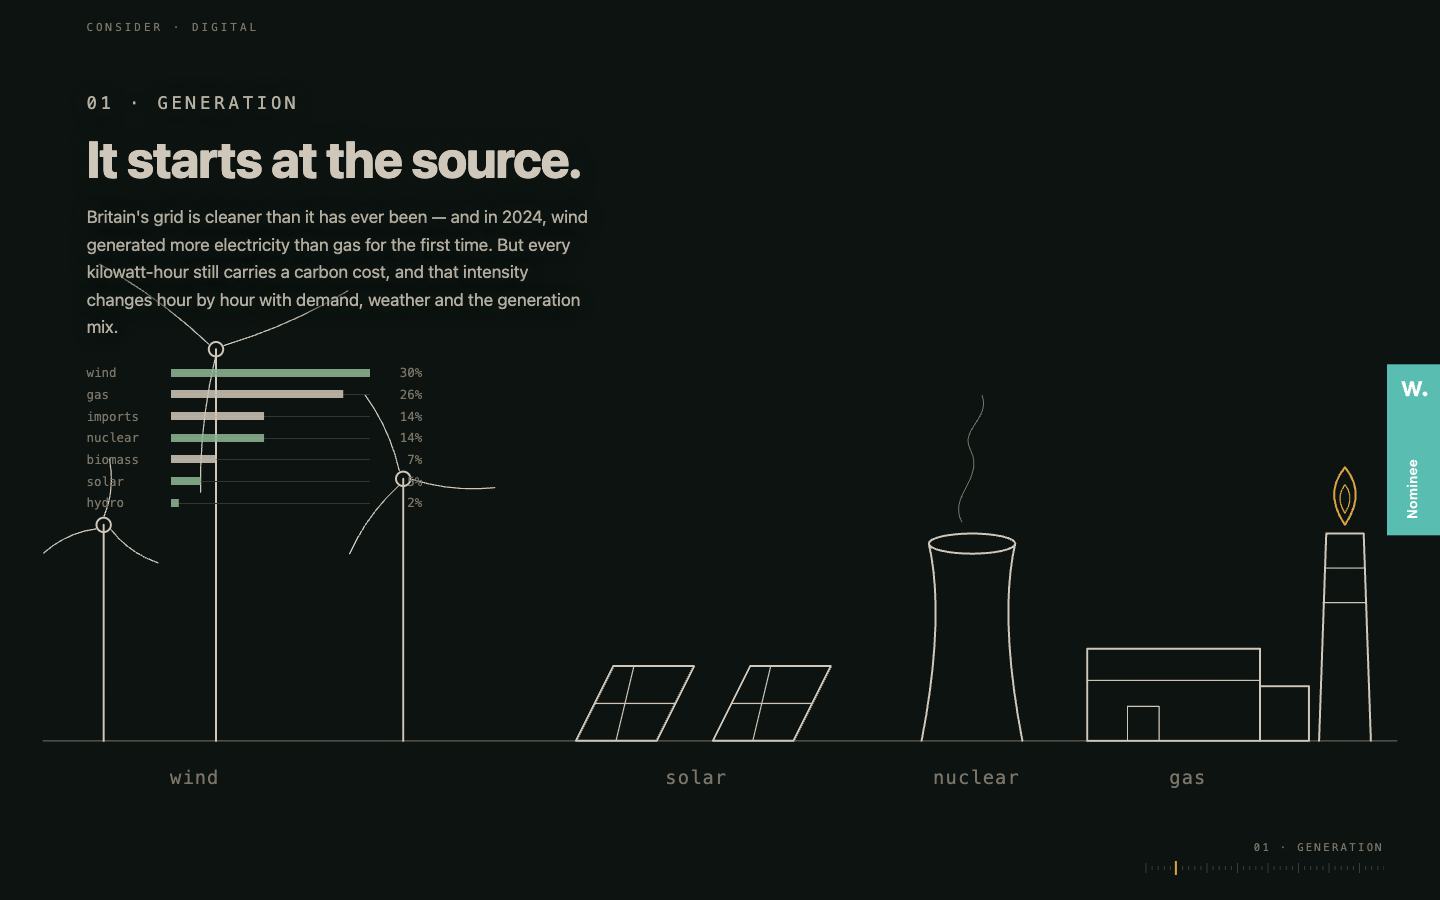 CONSIDER · DIGITAL
01 · GENERATION
It starts at the source.
Britain's grid is cleaner than it has ever been — and in 2024, wind
generated more electricity than gas for the first time. But every
kilowatt-hour still carries a carbon cost, and that intensity
changes hour by hour with demand, weather and the generation
mix.
wind 30%
gas 26%
imports 14%
nuclear 14%
biomass 7%
solar
hydro 2%
W.
Nominee
wind solar nuclear gas
01 · GENERATION